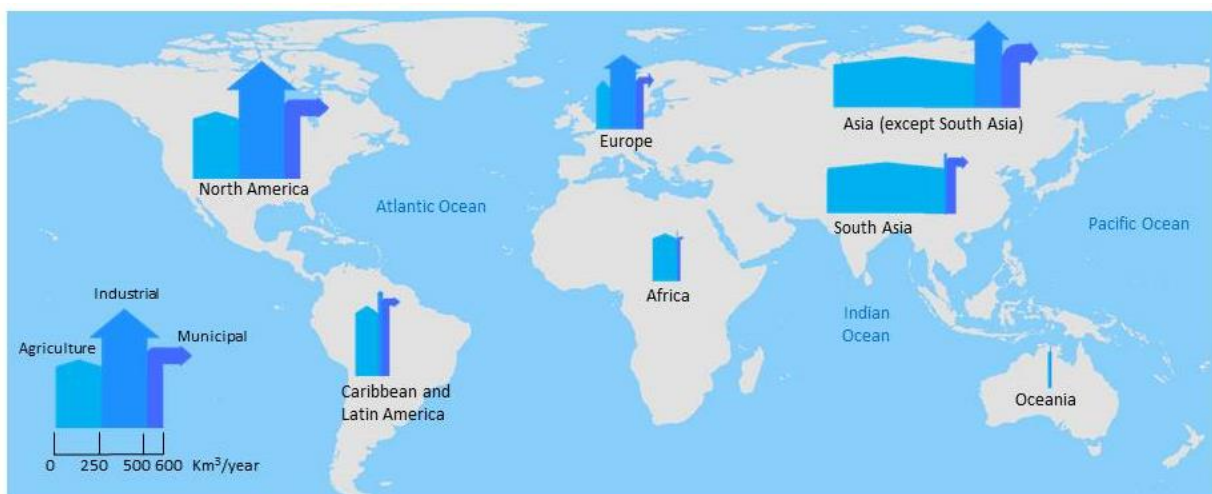 Asia (except South Asia)
Europe
North America
Atlantic Ocean
South Asia
Pacific Ocean
Africa
Industrial
Indian
Ocean
Municipal
Agriculture
Caribbean and
Latin America
Oceania
0 250 500 600 Km³/year